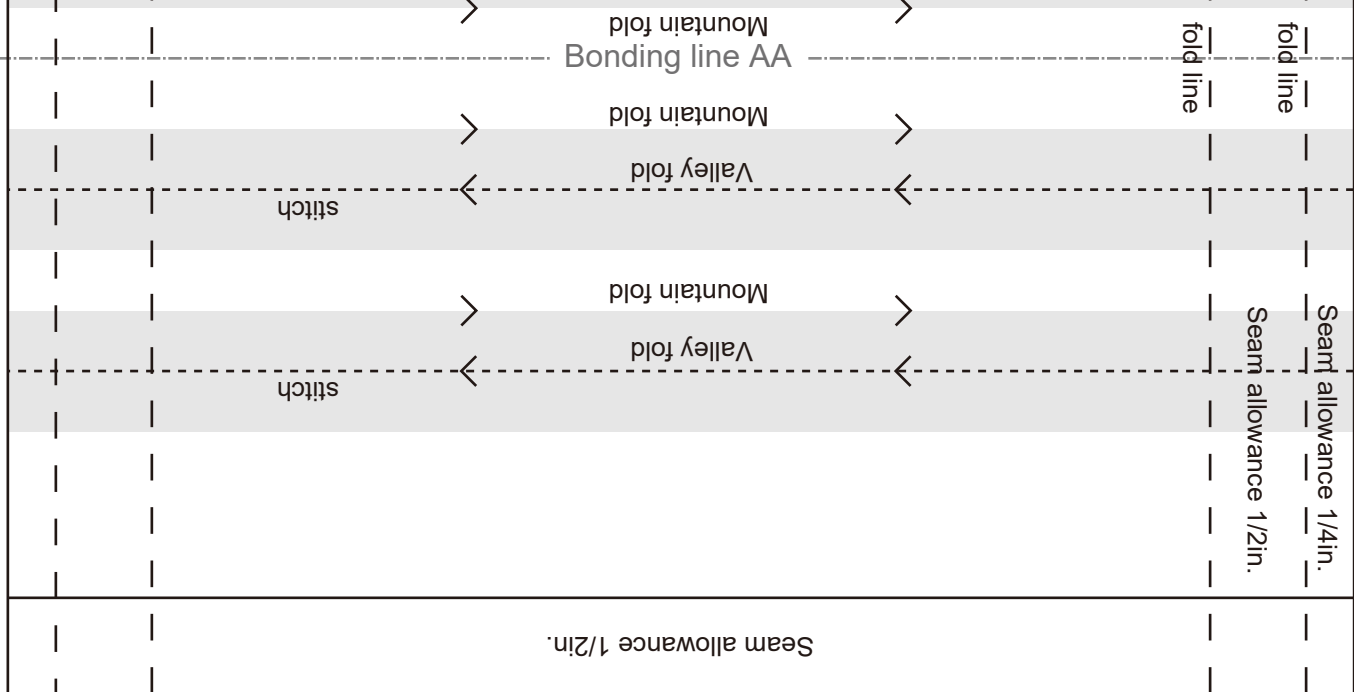 Mountain fold
Bonding line AA
fold line
fold line
Mountain fold
Valley fold
stitch
Mountain fold
Valley fold
stitch
Seam allowance 1/2in.
Seam allowance 1/4in.
Seam allowance 1/2in.